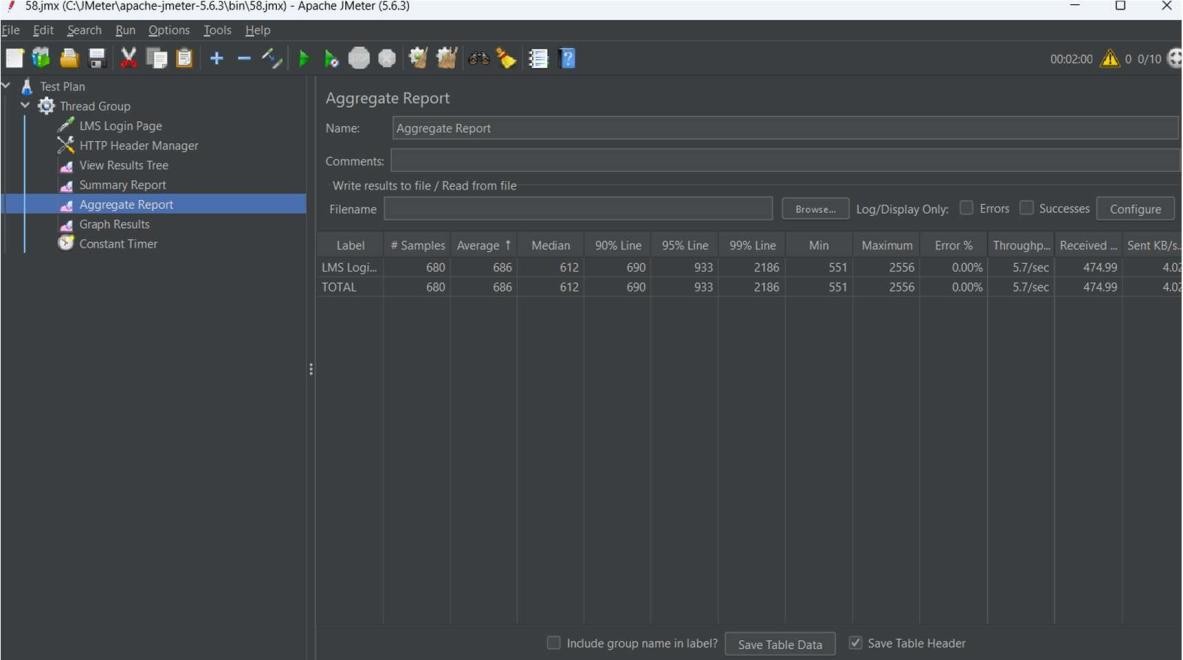 58.jmx (C:\JMeter\apache-jmeter-5.6.3\bin\58.jmx) - Apache JMeter (5.6.3)
File Edit Search Run Options Tools Help
00:02:00 0 0/10
Test Plan
Thread Group
LMS Login Page
HTTP Header Manager
View Results Tree
Summary Report
Aggregate Report
Graph Results
Constant Timer
Aggregate Report
Name: Aggregate Report
Comments:
Write results to file / Read from file
Filename Browse... Log/Display Only: Errors Successes Configure
Label # Samples Average ↑ Median 90% Line 95% Line 99% Line Min Maximum Error % Throughp... Received ... Sent KB/s...
LMS Logi... 680 686 612 690 933 2186 551 2556 0.00% 5.7/sec 474.99 4.02
TOTAL 680 686 612 690 933 2186 551 2556 0.00% 5.7/sec 474.99 4.02
Include group name in label? Save Table Data Save Table Header